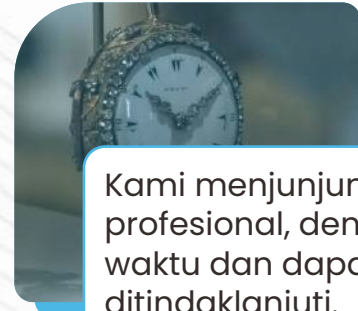 Kami menjunjun
profesional, den
waktu dan dapa
ditindaklanjuti.